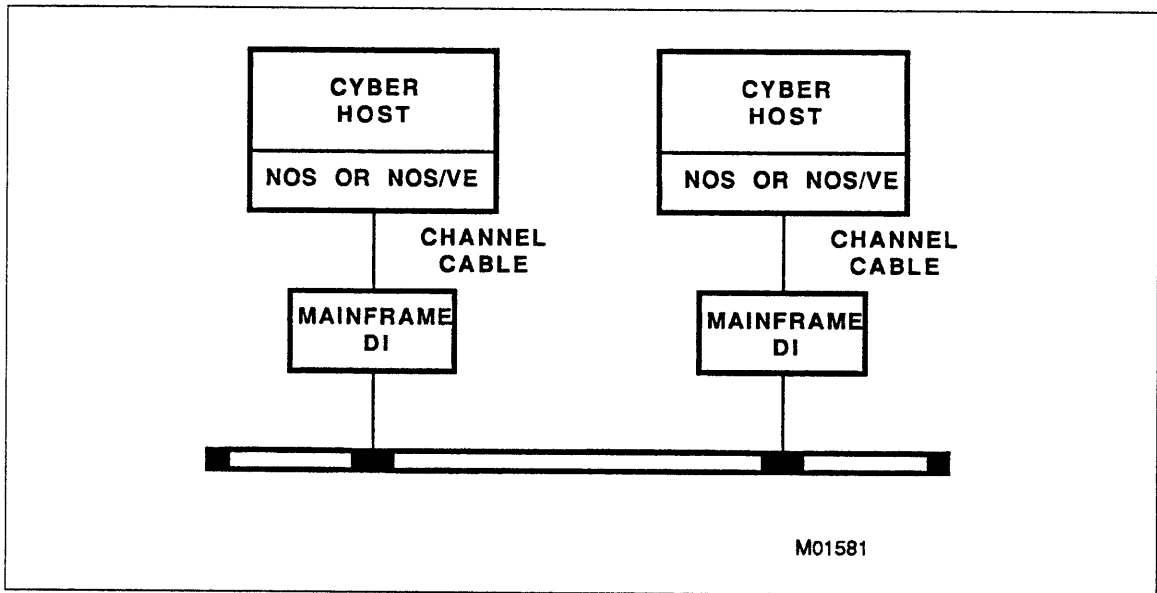 CYBER
HOST
NOS OR NOS/VE
CHANNEL
CABLE
MAINFRAME
DI
CYBER
HOST
NOS OR NOS/VE
CHANNEL
CABLE
MAINFRAME
DI
M01581